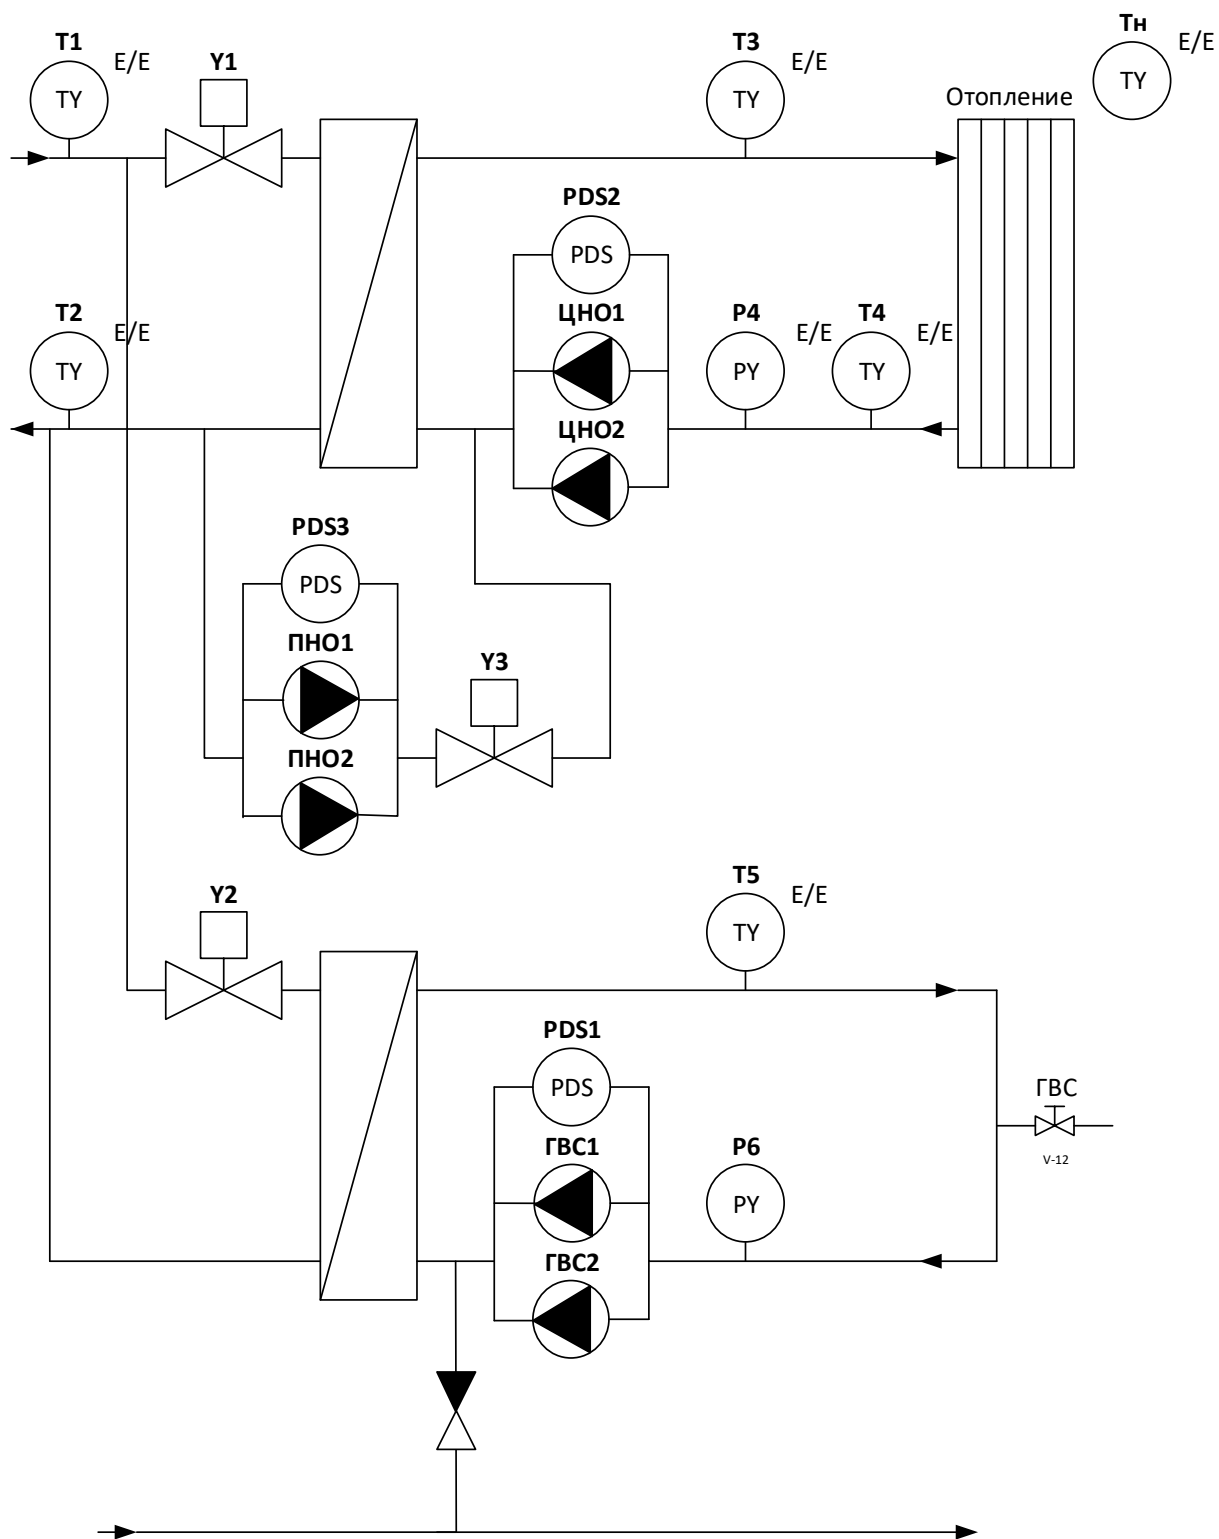 T1
E/E
TY
Y1
T3
E/E
TY
Отопление
Тн
E/E
TY
T2
E/E
TY
PDS2
PDS
ЦНО1
P4
E/E
PY
T4
E/E
TY
ЦНО2
PDS3
PDS
ПНО1
Y3
ПНО2
Y2
T5
E/E
TY
PDS1
PDS
ГВС
V-12
ГВС1
P6
PY
ГВС2